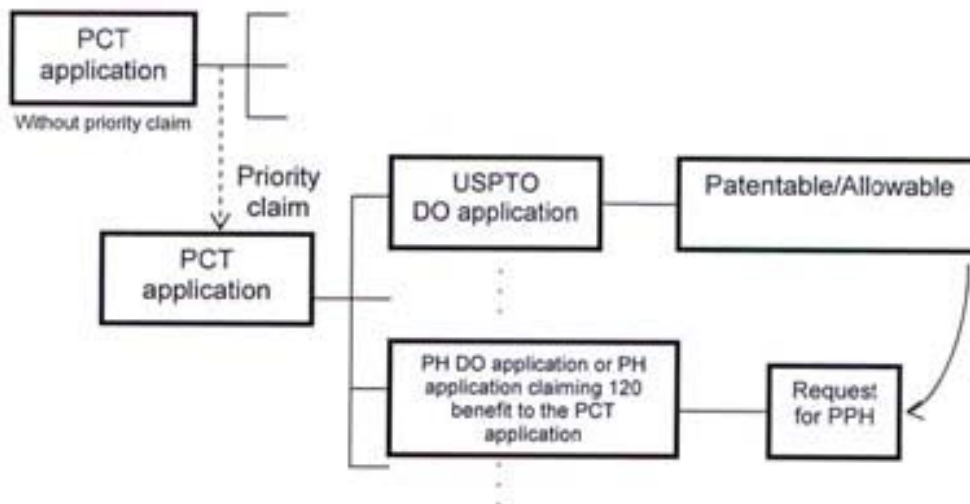 PCT
application
Without priority claim
Priority
claim
PCT
application
USPTO
DO application
Patentable/Allowable
PH DO application or PH
application claiming 120
benefit to the PCT
application
Request
for PPH